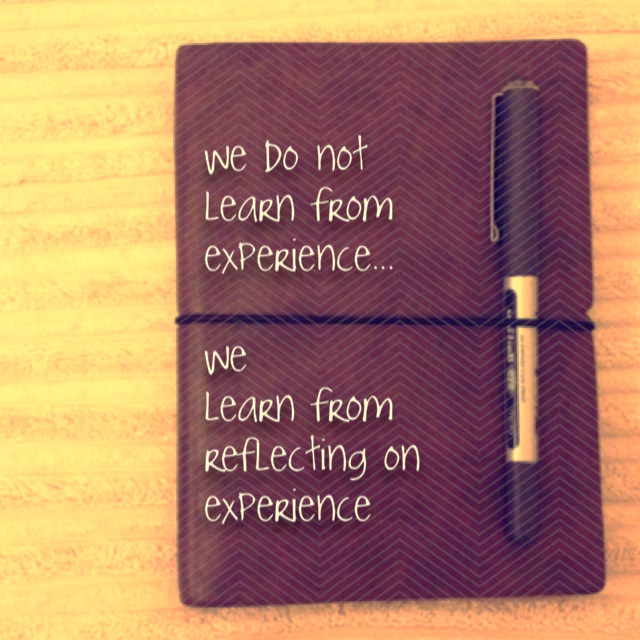 we Do not
Learn from
experience...
we
Learn from
reflecting on
experience